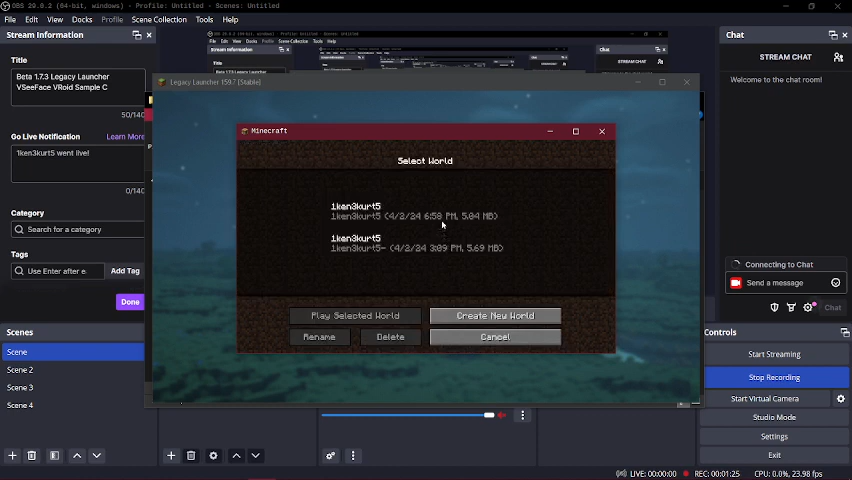 OBS 29.0.2 (64-bit, windows) - Profile: Untitled - Scenes: Untitled
File Edit View Docks Profile Scene Collection Tools Help
Stream Information
Title
Beta 1.7.3 Legacy Launcher
VSeeFace VRoid Sample C
50/140
Go Live Notification Learn More
1ken3kurt5 went live!
0/140
Category
Search for a category
Tags
Use Enter after e
Add Tag
Done
Scenes
Scene
Scene 2
Scene 3
Scene 4
Stream Information
Title
Chat
STREAM CHAT
Legacy Launcher 159.7 [Stable]
Minecraft
Select World
1ken3kurt5
1ken3kurt5 (4/2/24 6:58 PM, 5.04 MB)
1ken3kurt5
1ken3kurt5- (4/2/24 3:09 PM, 5.69 MB)
Play Selected World
Create New World
Rename
Delete
Cancel
Chat
STREAM CHAT
Welcome to the chat room!
Connecting to Chat
Send a message
Chat
Controls
Start Streaming
Stop Recording
Start Virtual Camera
Studio Mode
Settings
Exit
LIVE: 00:00:00 REC: 00:01:25 CPU: 0.0%, 23.98 fps